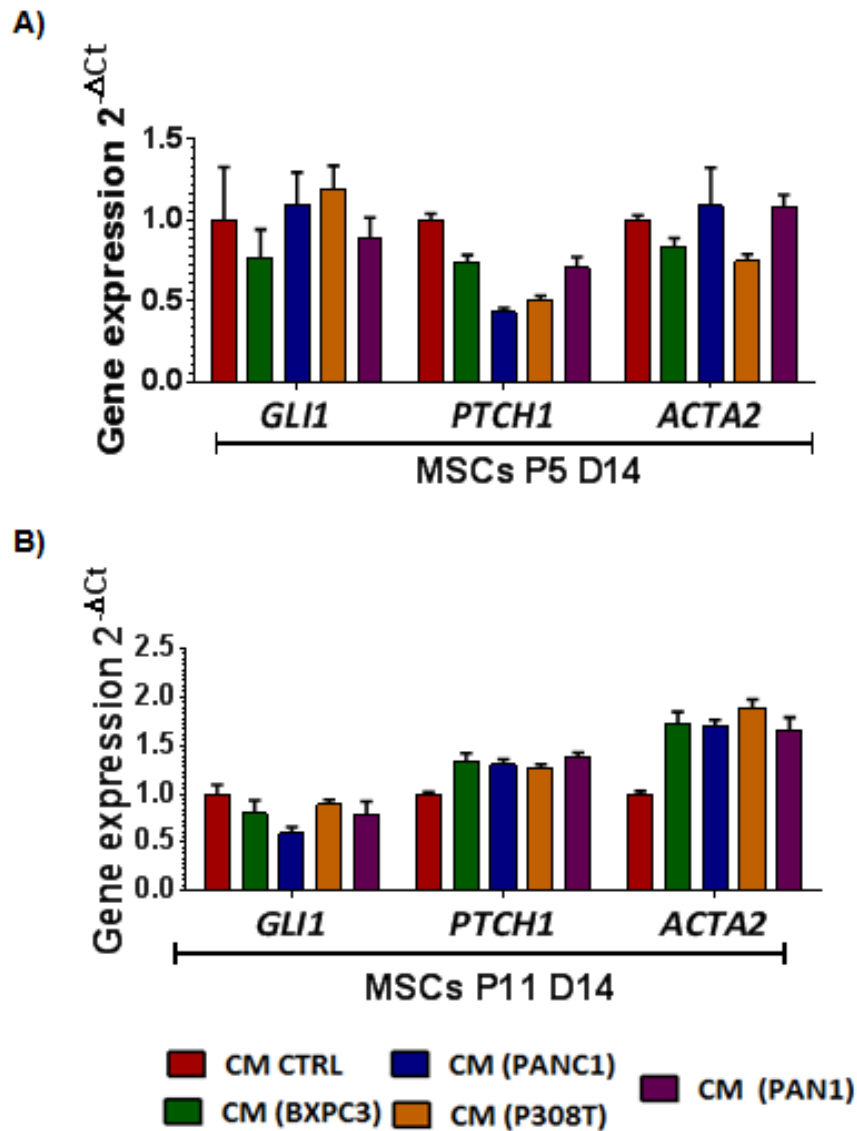 A)
Gene expression 2-ΔCt
1.5
1.0
0.5
0.0
GLI1 PTCH1 ACTA2
MSCs P5 D14
B)
Gene expression 2-ΔCt
2.5
2.0
1.5
1.0
0.5
0.0
GLI1 PTCH1 ACTA2
MSCs P11 D14
CM CTRL CM (PANC1) CM (PAN1)
CM (BXPC3) CM (P308T)